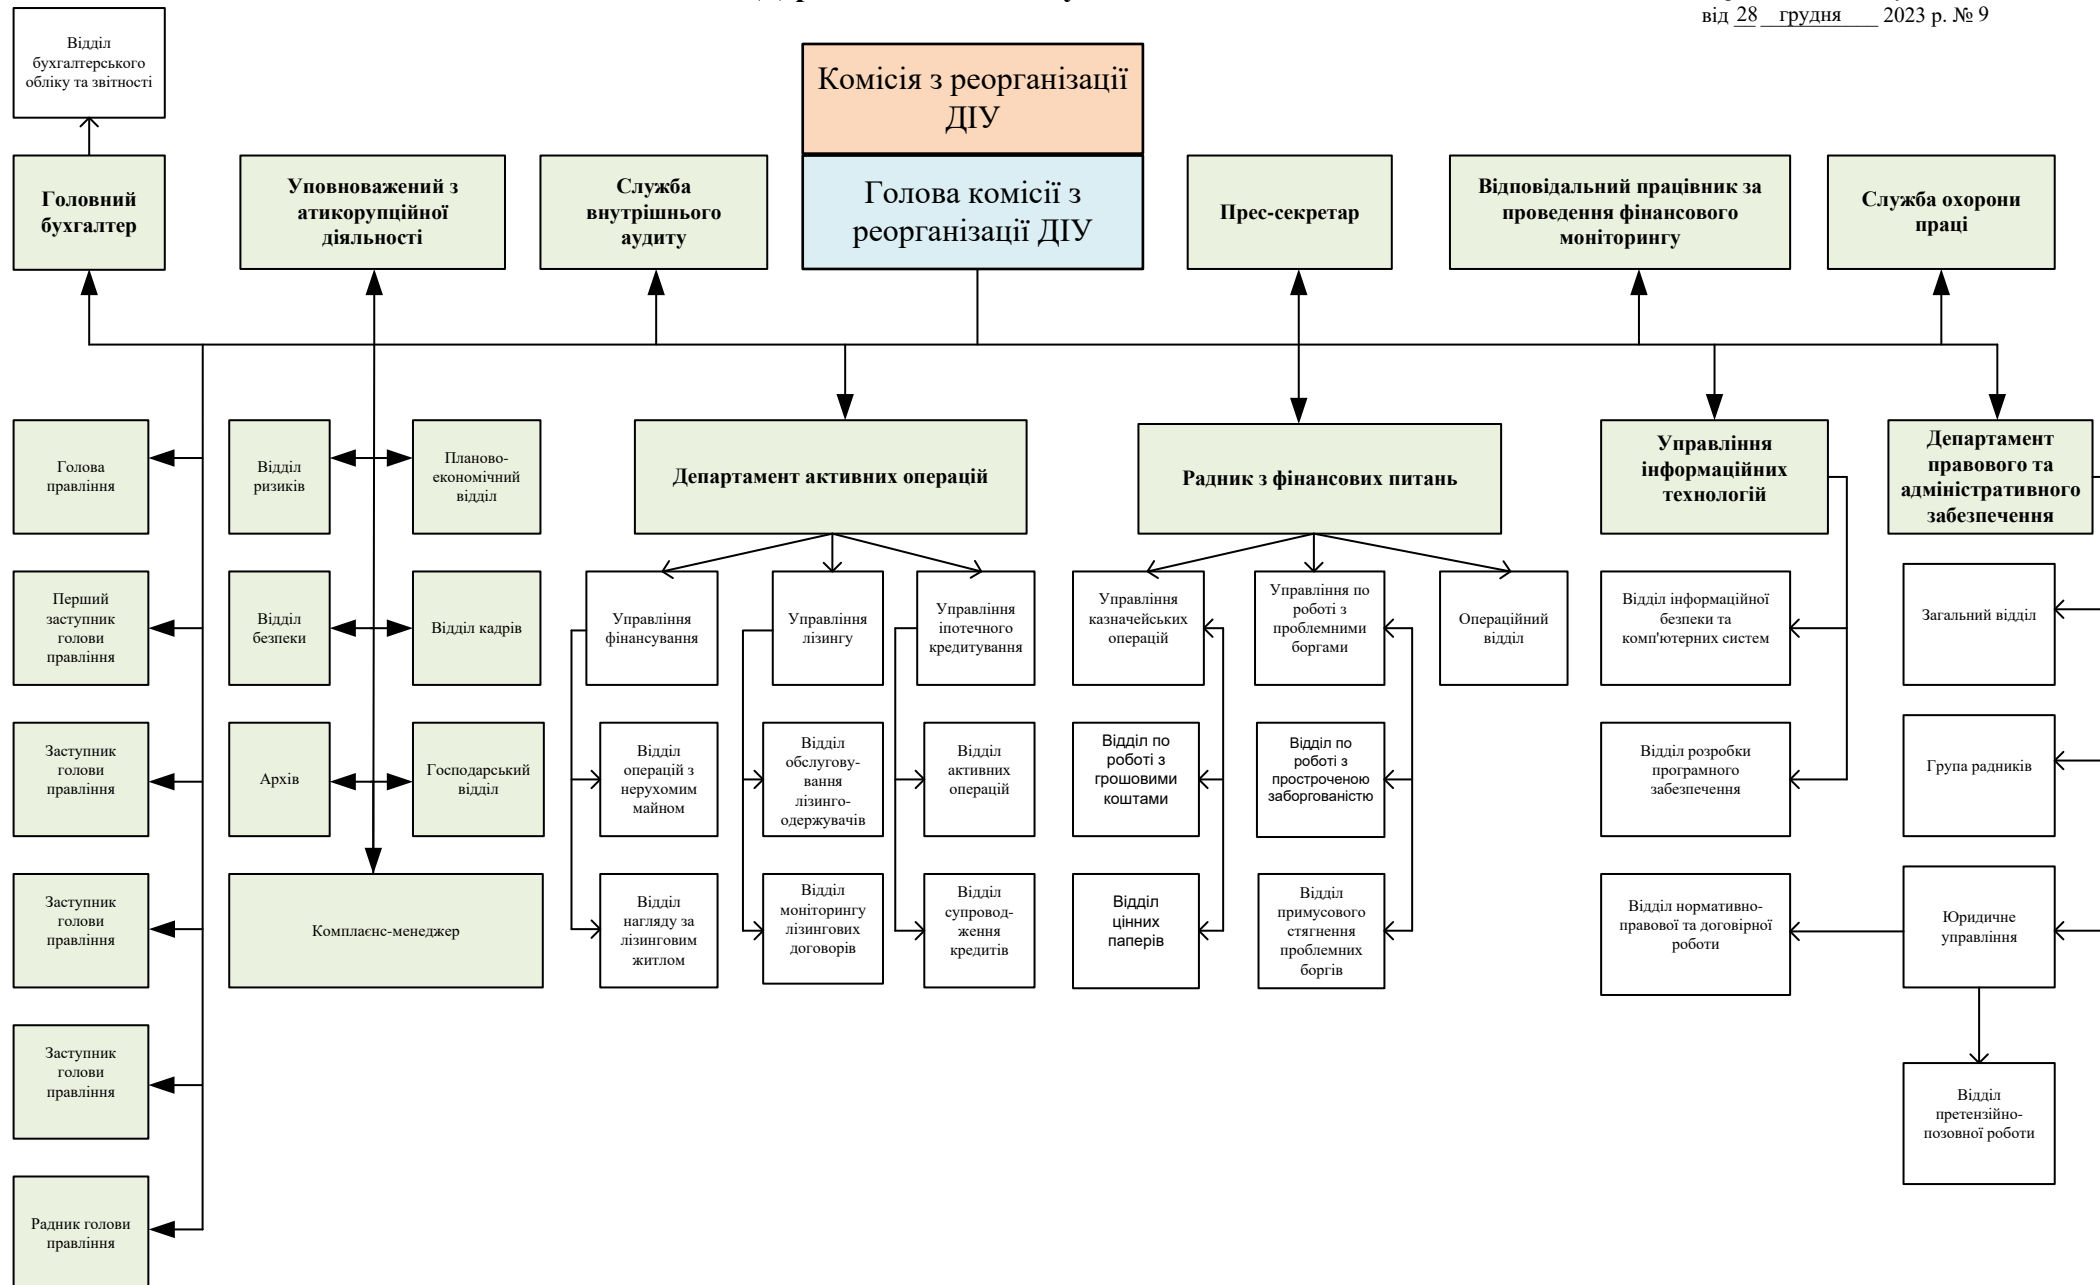 від 28 грудня 2023 р. № 9
Відділ
бухгалтерського
обліку та звітності
Комісія з реорганізації
ДІУ
Головний
бухгалтер
Уповноважений з
атикорупційної
діяльності
Служба
внутрішнього
аудиту
Голова комісії з
реорганізації ДІУ
Прес-секретар
Відповідальний працівник за
проведення фінансового
моніторингу
Служба охорони
праці
Голова
правління
Відділ
ризиків
Планово-
економічний
відділ
Департамент активних операцій
Радник з фінансових питань
Управління
інформаційних
технологій
Департамент
правового та
адміністративного
забезпечення
Перший
заступник
голови
правління
Відділ
безпеки
Відділ кадрів
Управління
фінансування
Управління
лізингу
Управління
іпотечного
кредитування
Управління
казначейських
операцій
Управління по
роботі з
проблемними
боргами
Операційний
відділ
Відділ інформаційної
безпеки та
комп'ютерних систем
Загальний відділ
Заступник
голови
правління
Архів
Господарський
відділ
Відділ
операцій з
нерухомим
майном
Відділ
обслугову-
вання
лізинго-
одержувачів
Відділ
активних
операцій
Відділ по
роботі з
грошовими
коштами
Відділ по
роботі з
простроченою
заборгованістю
Відділ розробки
програмного
забезпечення
Група радників
Заступник
голови
правління
Комплаєнс-менеджер
Відділ
нагляду за
лізинговим
житлом
Відділ
моніторингу
лізингових
договорів
Відділ
супровод-
ження
кредитів
Відділ
цінних
паперів
Відділ
примусового
стягнення
проблемних
боргів
Відділ нормативно-
правової та договірної
роботи
Юридичне
управління
Заступник
голови
правління
Відділ
претензійно-
позовної роботи
Радник голови
правління